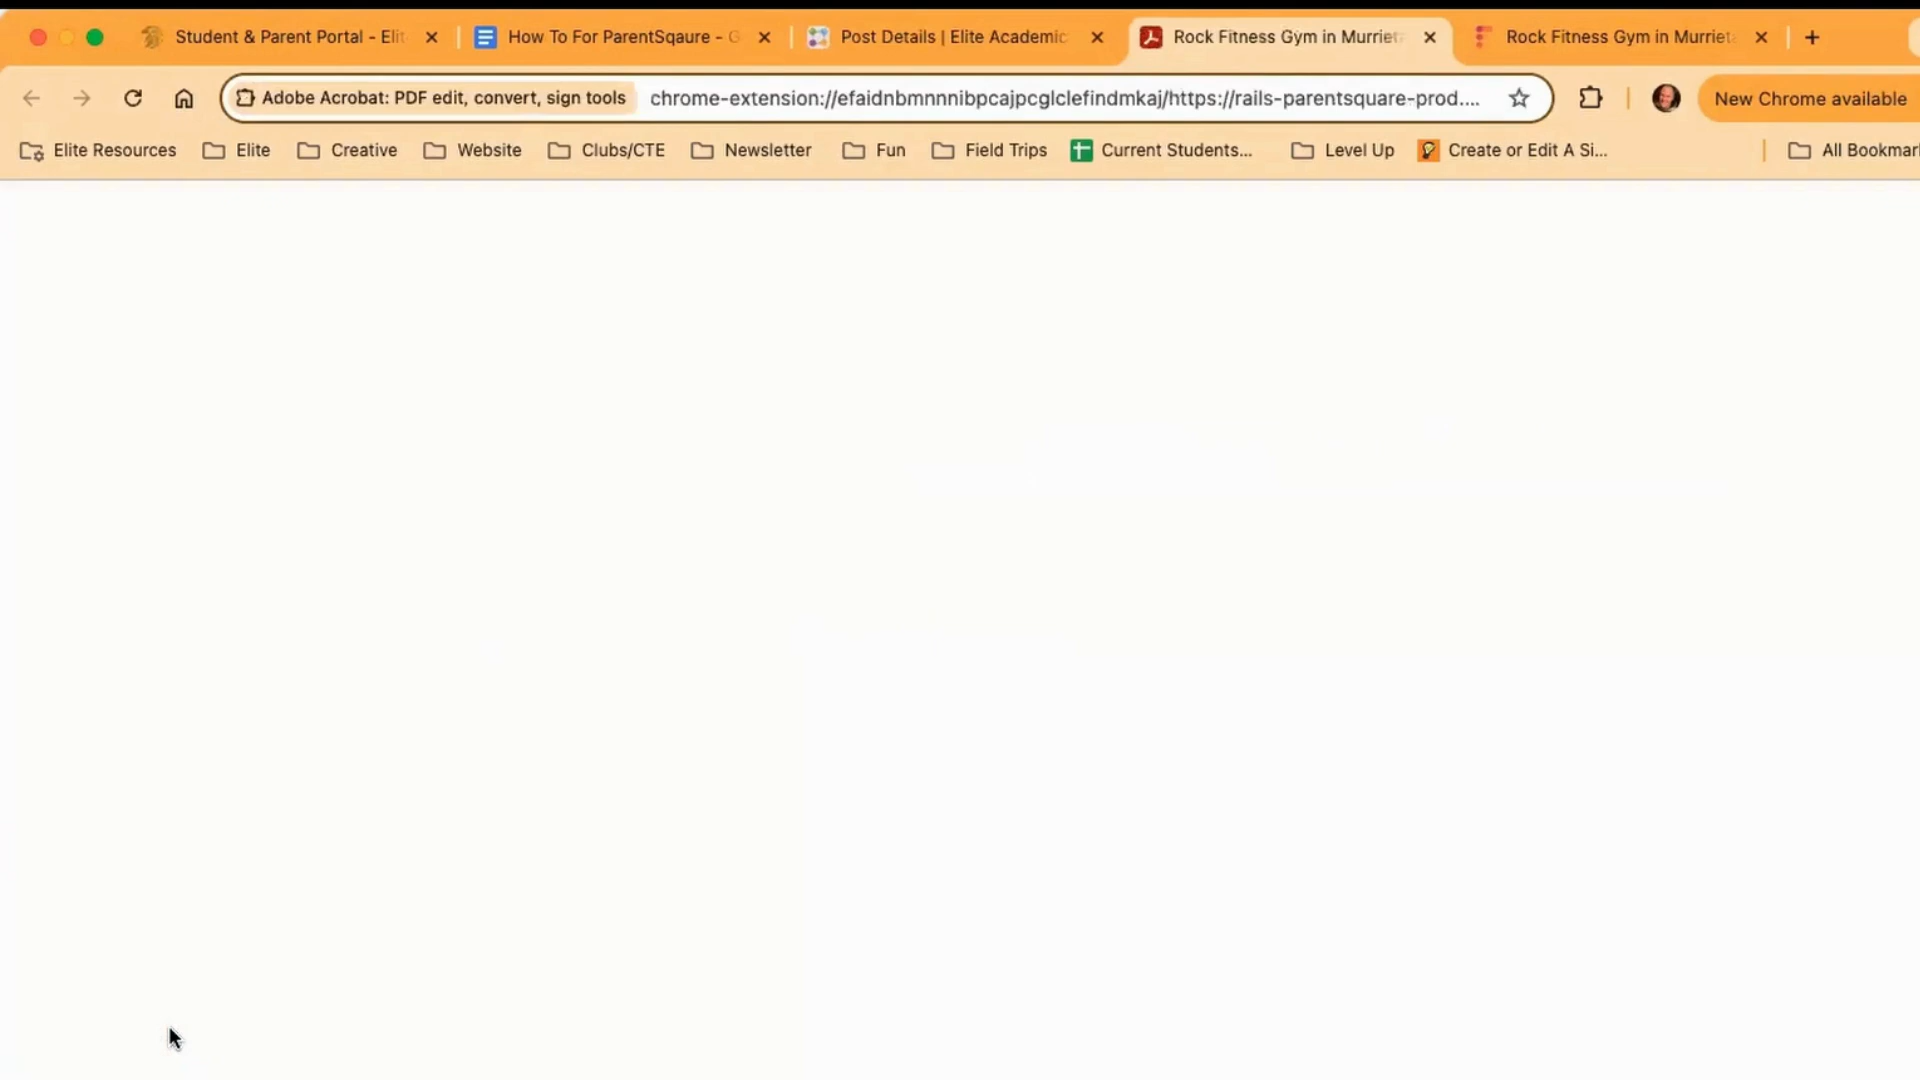 Student & Parent Portal - Elit
How To For ParentSqaure - G
Post Details | Elite Academic
Rock Fitness Gym in Murriet
Rock Fitness Gym in Murrieta
Adobe Acrobat: PDF edit, convert, sign tools
chrome-extension://efaidnbmnnnibpcajpcglclefindmkaj/https://rails-parentsquare-prod....
New Chrome available
Elite Resources
Elite
Creative
Website
Clubs/CTE
Newsletter
Fun
Field Trips
Current Students...
Level Up
Create or Edit A Si...
All Bookmar